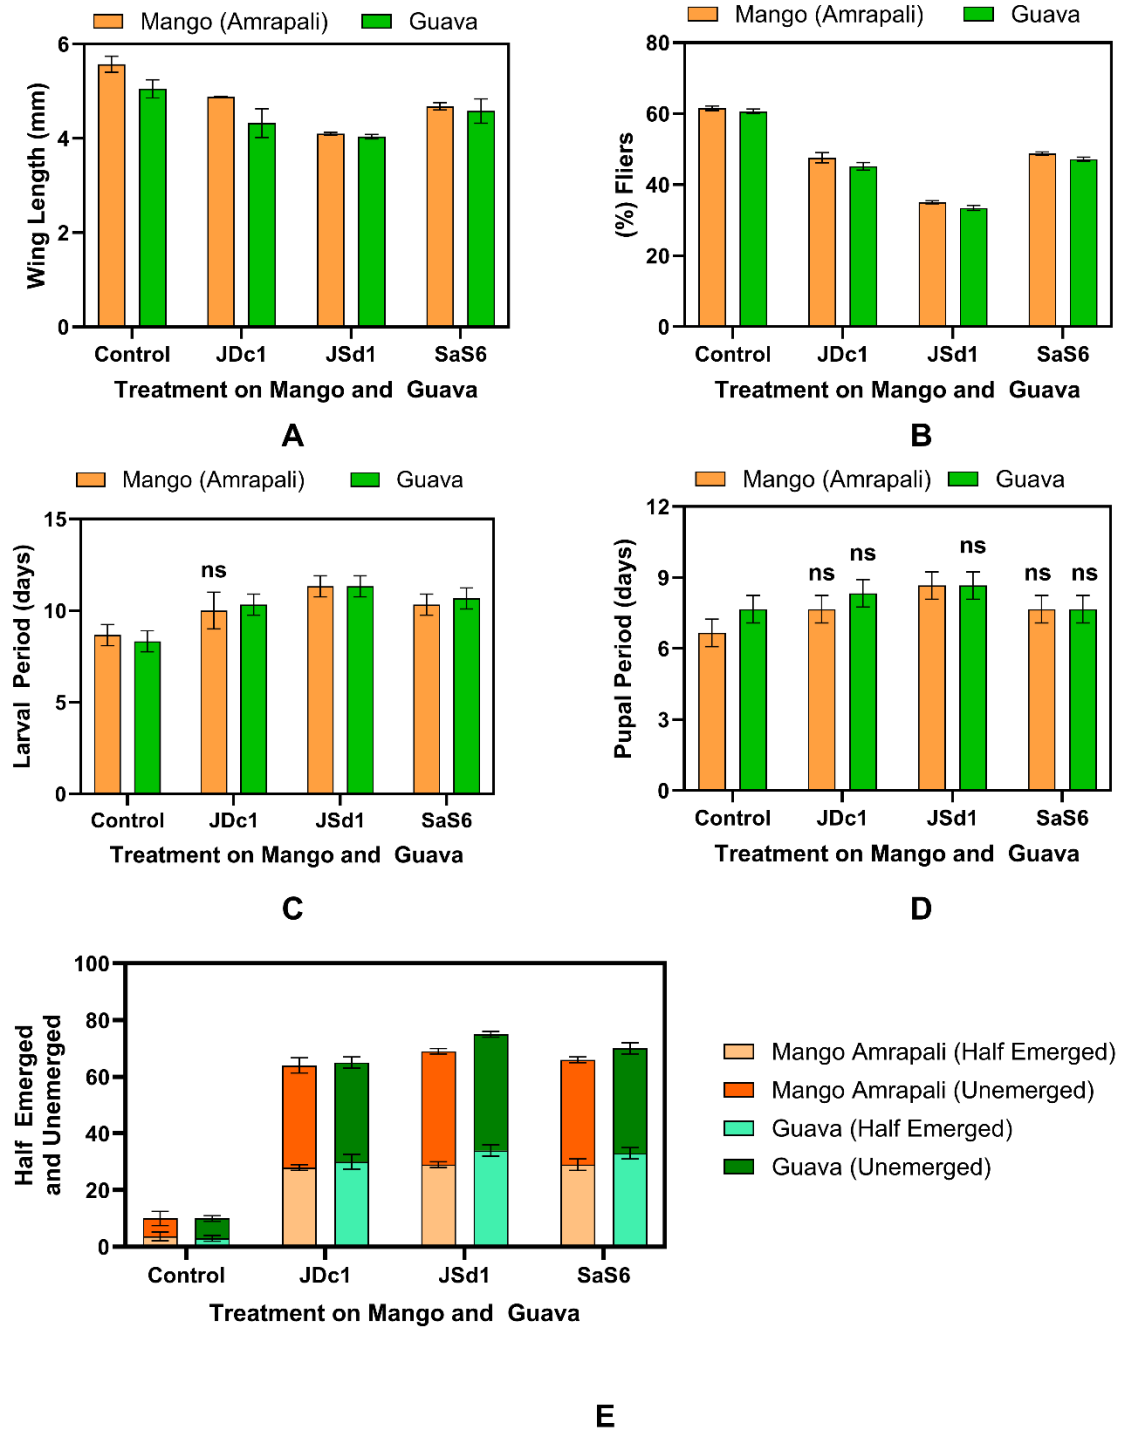 Mango (Amrapali) Guava
6
4
2
0
Wing Length (mm)
Control JDc1 JSd1 SaS6
Treatment on Mango and Guava
A
Mango (Amrapali) Guava
80
60
40
20
0
(%) Fliers
Control JDc1 JSd1 SaS6
Treatment on Mango and Guava
B
Mango (Amrapali) Guava
15
10
5
0
Larval Period (days)
ns
Control JDc1 JSd1 SaS6
Treatment on Mango and Guava
C
Mango (Amrapali) Guava
12
9
6
3
0
Pupal Period (days)
ns ns ns ns ns
Control JDc1 JSd1 SaS6
Treatment on Mango and Guava
D
100
80
60
40
20
0
Half Emerged
and Unemerged
Control JDc1 JSd1 SaS6
Treatment on Mango and Guava
Mango Amrapali (Half Emerged)
Mango Amrapali (Unemerged)
Guava (Half Emerged)
Guava (Unemerged)
E